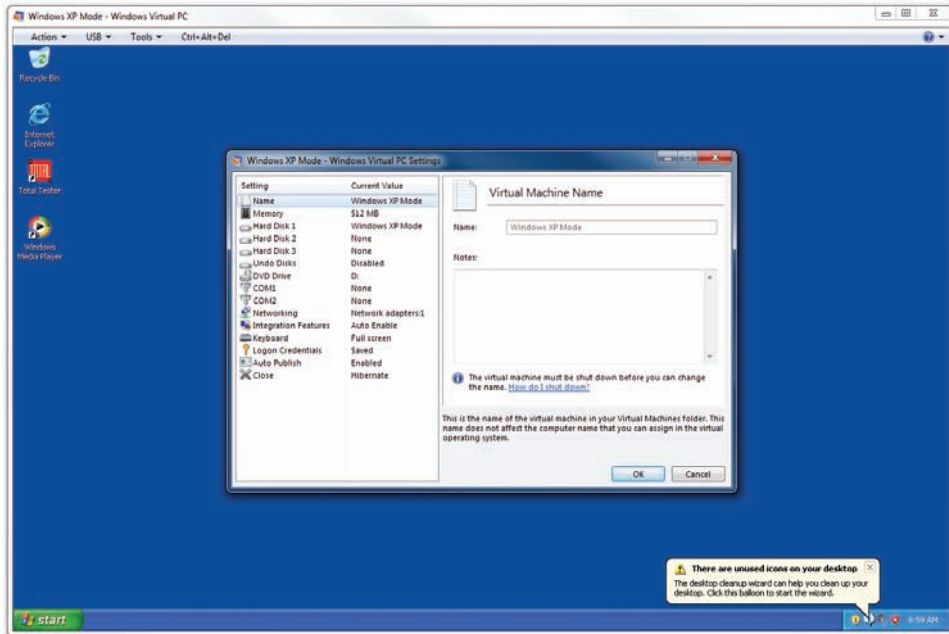 Windows XP Mode - Windows Virtual PC
Action USB Tools Ctrl+Alt+Del
Recycle Bin
Internet
Explorer
Total Tester
Windows
Media Player
Windows XP Mode - Windows Virtual PC Settings
Setting Current Value
Name Windows XP Mode
Memory 512 MB
Hard Disk 1 Windows XP Mode
Hard Disk 2 None
Hard Disk 3 None
Undo Disks Disabled
DVD Drive D:
COM1 None
COM2 None
Networking Network adapters:1
Integration Features Auto Enable
Keyboard Full screen
Logon Credentials Saved
Auto Publish Enabled
Close Hibernate
Virtual Machine Name
Name: Windows XP Mode
Notes:
The virtual machine must be shut down before you can change
the name. How do I shut down?
This is the name of the virtual machine in your Virtual Machines folder. This
name does not affect the computer name that you can assign in the virtual
operating system.
OK Cancel
There are unused icons on your desktop
The desktop cleanup wizard can help you clean up your
desktop. Click this balloon to start the wizard.
start
8:59 AM